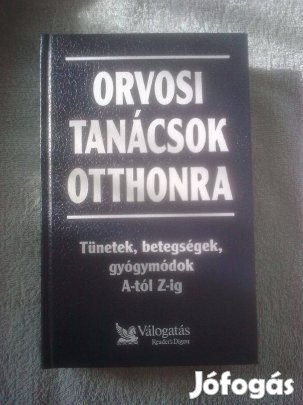 ORVOSI
TANÁCSOK
OTTHONRA
Tünetek, betegségek,
gyógymódok
A-tól Z-ig
Válogatás
Reader's Digest
Jófogás